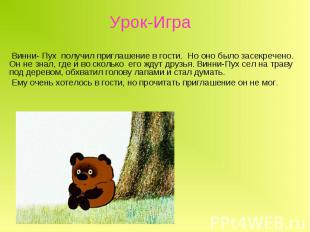 Урок-Игра
Винни- Пух получил приглашение в гости. Но оно было засекречено.
Он не знал, где и во сколько его ждут друзья. Винни-Пух сел на траву
под деревом, обхватил голову лапами и стал думать.
Ему очень хотелось в гости, но прочитать приглашение он не мог.
PPt4WEB.ru